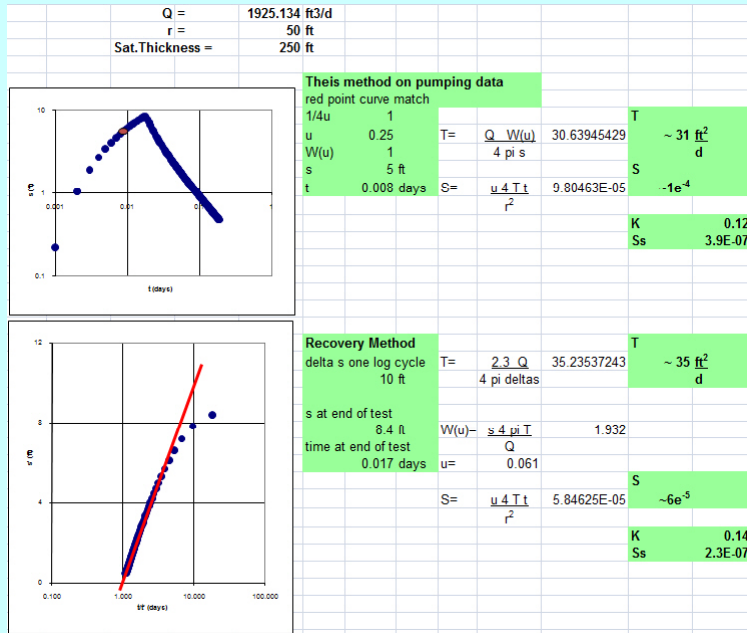 Q = 1925.134 ft3/d
r = 50 ft
Sat.Thickness = 250 ft
Theis method on pumping data
red point curve match
1/4u 1
u 0.25
W(u) 1
s 5 ft
t 0.008 days
T= Q W(u) 30.63945429
4 pi s
S= u 4 T t 9.80463E-05
r2
T
~ 31 ft2
d
S
~1e-4
K 0.12
Ss 3.9E-07
10
1
0.1
0.001 0.01 0.1 1
s (ft)
t (days)
Recovery Method
delta s one log cycle
10 ft
T= 2.3 Q 35.23537243
4 pi deltas
s at end of test
8.4 ft
time at end of test
0.017 days
W(u)= s 4 pi T 1.932
Q
u= 0.061
S= u 4 T t 5.84625E-05
r2
T
~ 35 ft2
d
S
~6e-5
K 0.14
Ss 2.3E-07
12
8
4
0
0.100 1.000 10.000 100.000
s' (ft)
t/t' (days)